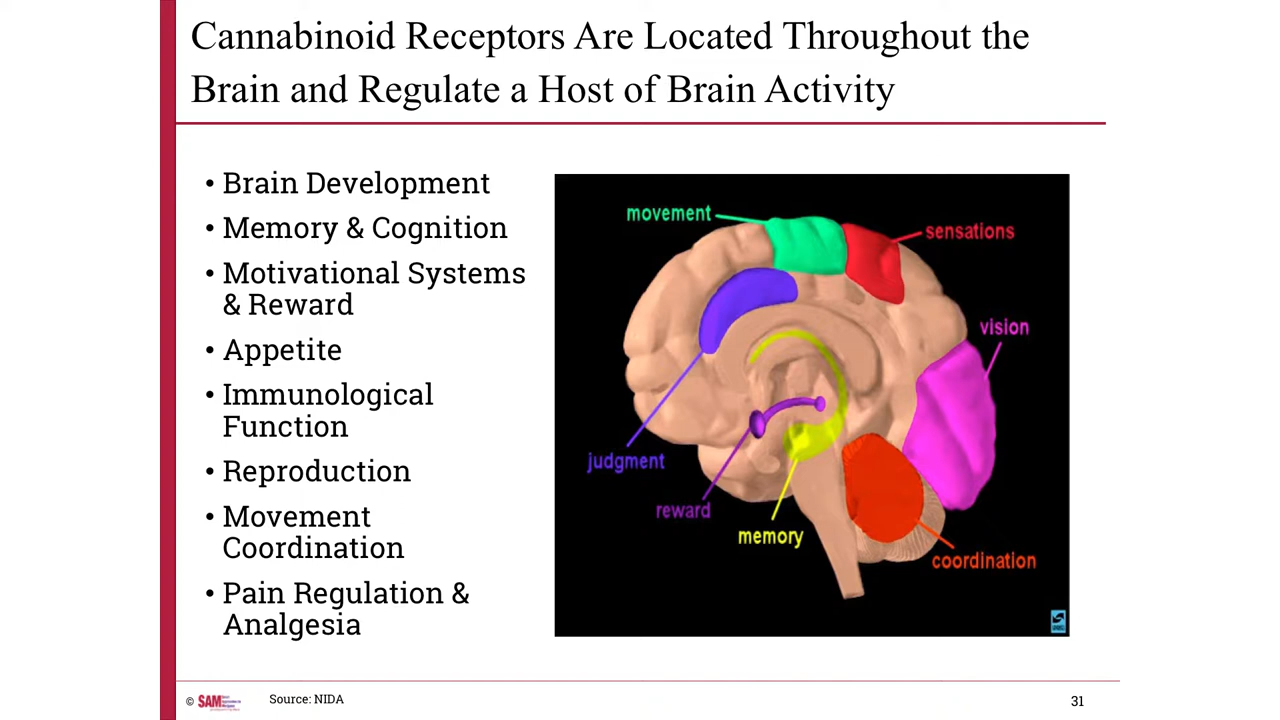 Cannabinoid Receptors Are Located Throughout the
Brain and Regulate a Host of Brain Activity
• Brain Development
• Memory & Cognition
• Motivational Systems
& Reward
• Appetite
• Immunological
Function
• Reproduction
• Movement
Coordination
• Pain Regulation &
Analgesia
movement
sensations
vision
judgment
reward
memory
coordination
© SAM
Source: NIDA
31